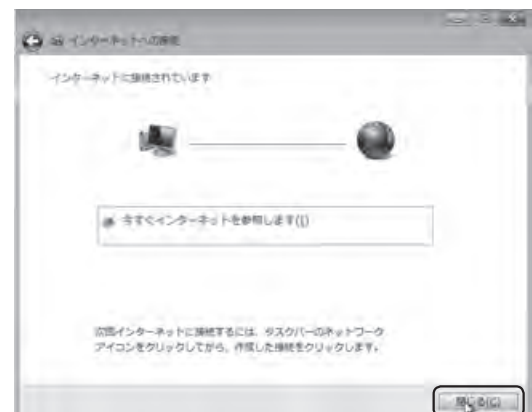 インターネットへの接続
インターネットに接続されています
今すぐインターネットを参照します(I)
次回インターネットに接続するには、タスクバーのネットワーク
アイコンをクリックしてから、作成した接続をクリックします。
閉じる(C)